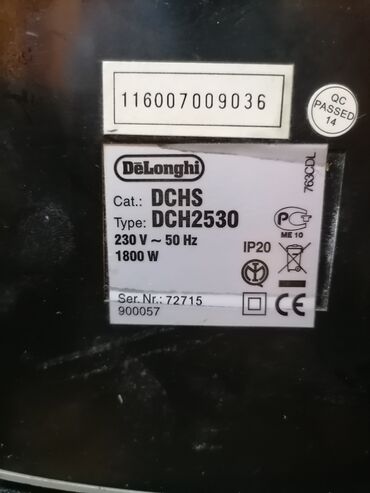 116007009036
QC
PASSED
14
DeLonghi
763CDL
Cat.: DCHS
Type: DCH2530
230 V ~ 50 Hz
1800 W
ME 10
IP20
Ser. Nr.: 72715
900057
CE